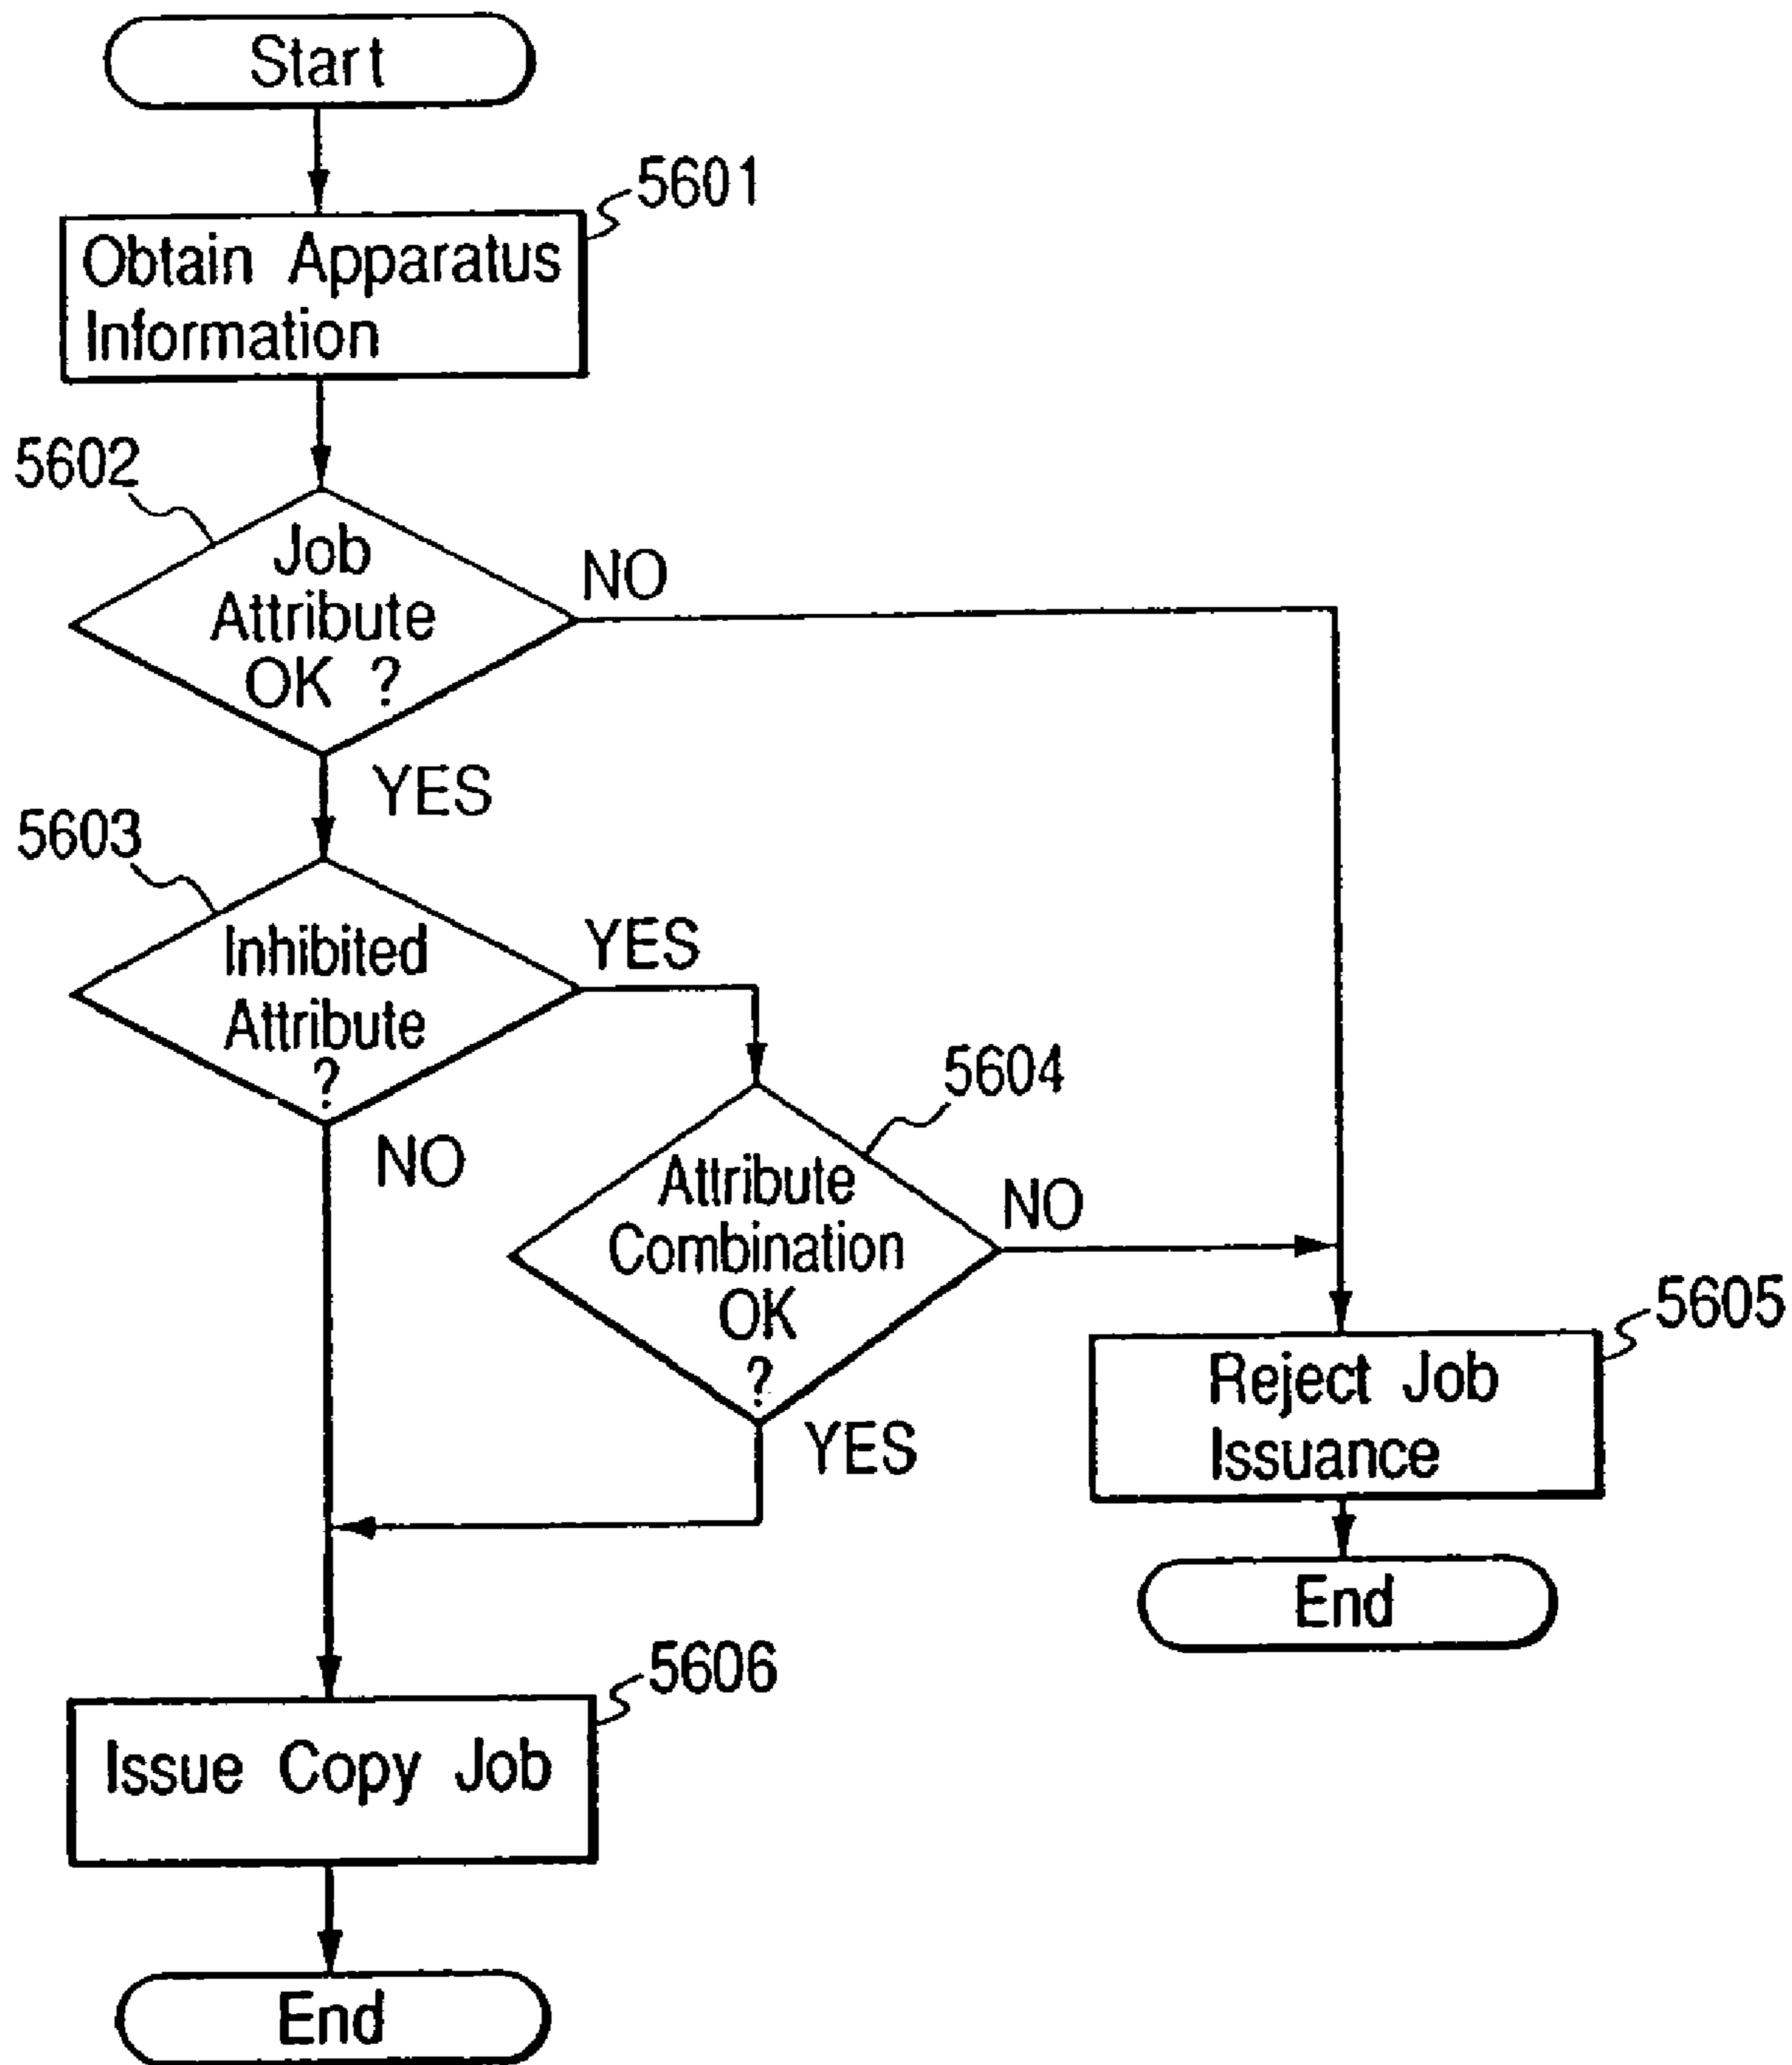 Start
5601
Obtain Apparatus
Information
5602
Job
Attribute
OK ?
NO
YES
5603
Inhibited
Attribute
?
YES
NO
5604
Attribute
Combination
OK
?
NO
YES
5605
Reject Job
Issuance
End
5606
Issue Copy Job
End